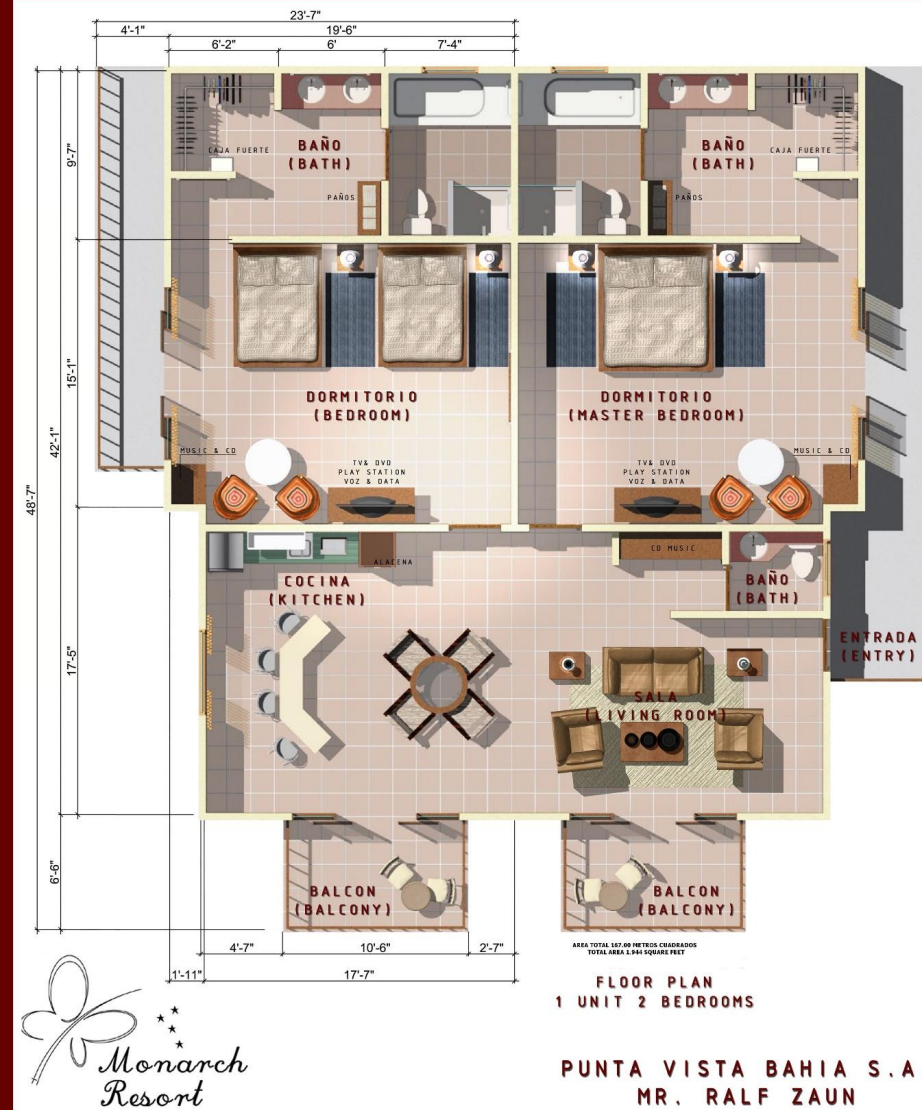 23'-7"
4'-1"
19'-6"
6'-2"
6'
7'-4"
9'-7"
15'-1"
42'-1"
48'-7"
17'-5"
6'-6"
CAJA FUERTE
BAÑO
(BATH)
PAÑOS
BAÑO
(BATH)
CAJA FUERTE
PAÑOS
DORMITORIO
(BEDROOM)
DORMITORIO
(MASTER BEDROOM)
MUSIC & CD
TV& DVD
PLAY STATION
VOZ & DATA
TV& DVD
PLAY STATION
VOZ & DATA
MUSIC & CD
ALACENA
COCINA
(KITCHEN)
CD MUSIC
BAÑO
(BATH)
ENTRADA
(ENTRY)
SALA
(LIVING ROOM)
BALCON
(BALCONY)
BALCON
(BALCONY)
4'-7"
10'-6"
2'-7"
1'-11"
17'-7"
AREA TOTAL 167.00 METROS CUADRADOS
TOTAL AREA 1.944 SQUARE FEET
FLOOR PLAN
1 UNIT 2 BEDROOMS
Monarch
Resort
PUNTA VISTA BAHIA S.A
MR. RALF ZAUN